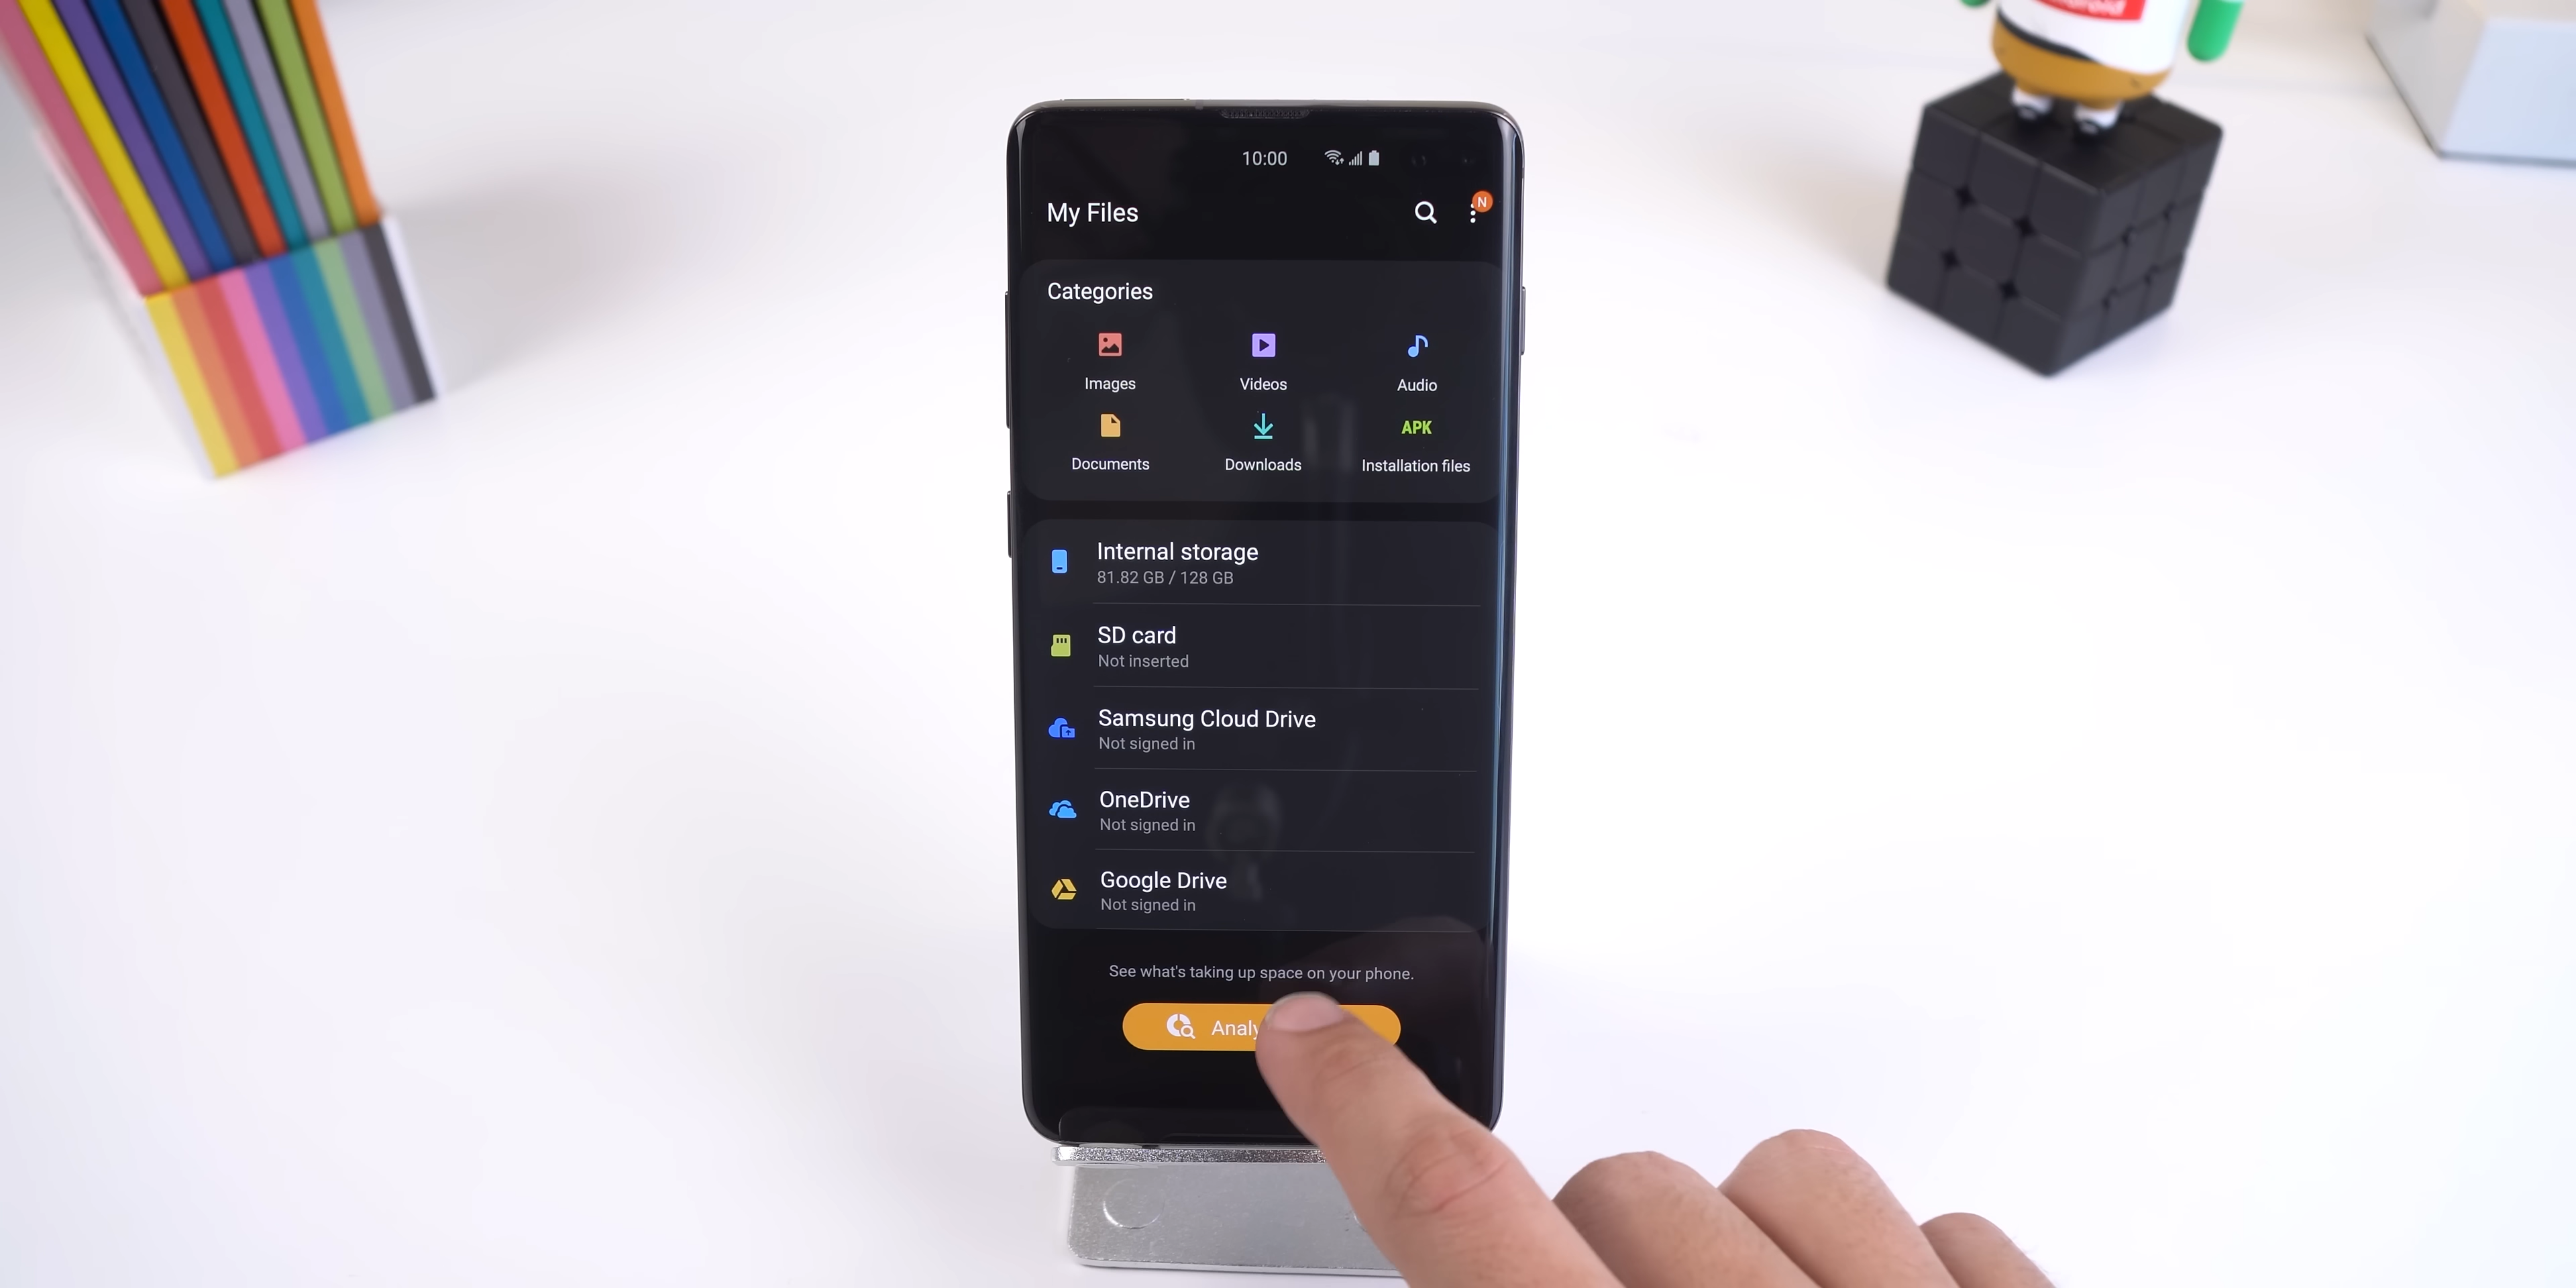 10:00
My Files
N
Categories
Images
Videos
Audio
APK
Documents
Downloads
Installation files
Internal storage
81.82 GB / 128 GB
SD card
Not inserted
Samsung Cloud Drive
Not signed in
OneDrive
Not signed in
Google Drive
Not signed in
See what's taking up space on your phone.